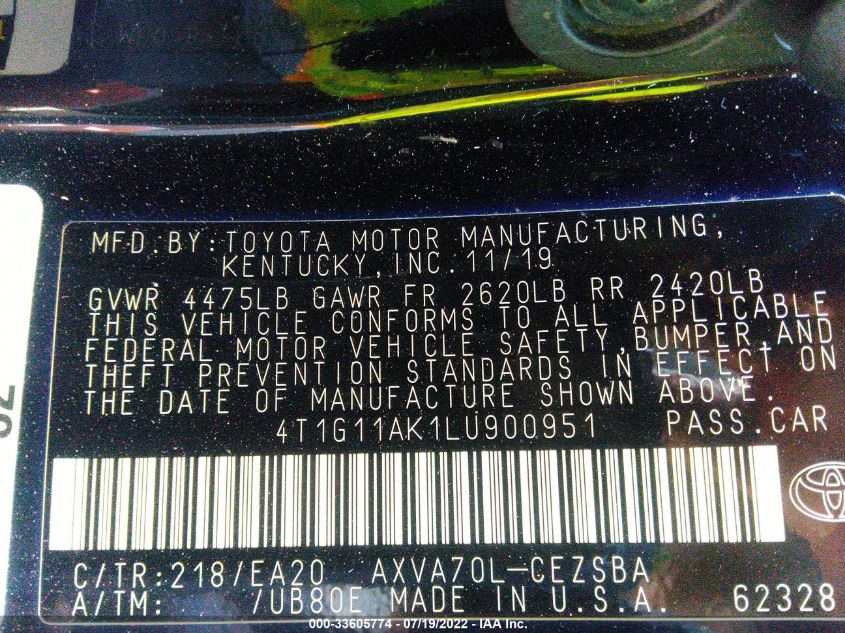 MFD.BY:TOYOTA MOTOR MANUFACTURING,
KENTUCKY,INC.11/19
GVWR 4475LB GAWR FR 2620LB RR 2420LB
THIS VEHICLE CONFORMS TO ALL APPLICABLE
FEDERAL MOTOR VEHICLE SAFETY,BUMPER,AND
THEFT PREVENTION STANDARDS IN EFFECT ON
THE DATE OF MANUFACTURE SHOWN ABOVE.
4T1G11AK1LU900951 PASS.CAR
C/TR:218/EA20 AXVA70L-CEZSBA
A/TM: /UB80E MADE IN U.S.A. 62328
000-33605774 - 07/19/2022 - IAA Inc.